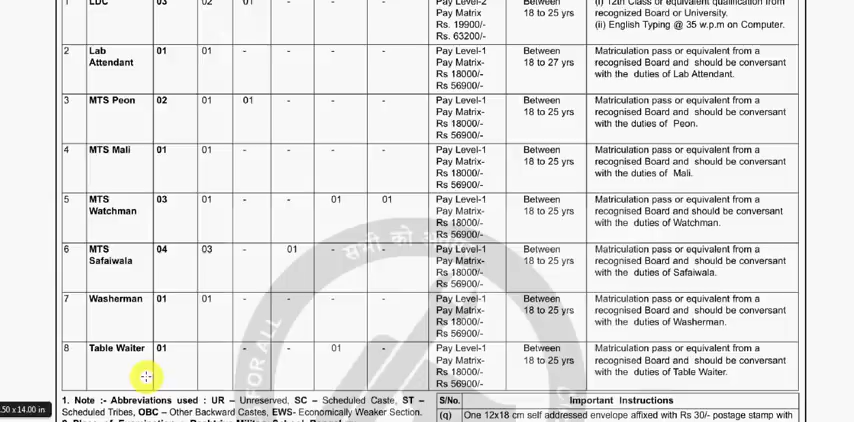 1 LDC 03 02 01 - - - Pay Level-2 Between (i) 12th Class or equivalent qualification from
Pay Matrix 18 to 25 yrs recognized Board or University.
Rs. 19900/- (ii) English Typing @ 35 w.p.m on Computer.
Rs. 63200/-
2 Lab 01 01 - - - - Pay Level-1 Between Matriculation pass or equivalent from a
Attendant Pay Matrix- 18 to 27 yrs recognised Board and should be conversant
Rs 18000/- with the duties of Lab Attendant.
Rs 56900/-
3 MTS Peon 02 01 01 - - - Pay Level-1 Between Matriculation pass or equivalent from a
Pay Matrix- 18 to 25 yrs recognised Board and should be conversant
Rs 18000/- with the duties of Peon.
Rs 56900/-
4 MTS Mali 01 01 - - - - Pay Level-1 Between Matriculation pass or equivalent from a
Pay Matrix- 18 to 25 yrs recognised Board and should be conversant
Rs 18000/- with the duties of Mali.
Rs 56900/-
5 MTS 03 01 - - 01 01 Pay Level-1 Between Matriculation pass or equivalent from a
Watchman Pay Matrix- 18 to 25 yrs recognised Board and should be conversant
Rs 18000/- with the duties of Watchman.
Rs 56900/-
6 MTS 04 03 - 01 - - Pay Level-1 Between Matriculation pass or equivalent from a
Safaiwala Pay Matrix- 18 to 25 yrs recognised Board and should be conversant
Rs 18000/- with the duties of Safaiwala.
Rs 56900/-
7 Washerman 01 01 - - - - Pay Level-1 Between Matriculation pass or equivalent from a
Pay Matrix- 18 to 25 yrs recognised Board and should be conversant
Rs 18000/- with the duties of Washerman.
Rs 56900/-
8 Table Waiter 01 - - 01 - Pay Level-1 Between Matriculation pass or equivalent from a
Pay Matrix- 18 to 25 yrs recognised Board and should be conversant
Rs 18000/- with the duties of Table Waiter.
Rs 56900/-
सभी को अ
FOR ALL
.50 x 14.00 in
1. Note :- Abbreviations used : UR – Unreserved, SC – Scheduled Caste, ST –
Scheduled Tribes, OBC – Other Backward Castes, EWS- Economically Weaker Section.
S/No. Important Instructions
(q) One 12x18 cm self addressed envelope affixed with Rs 30/- postage stamp with